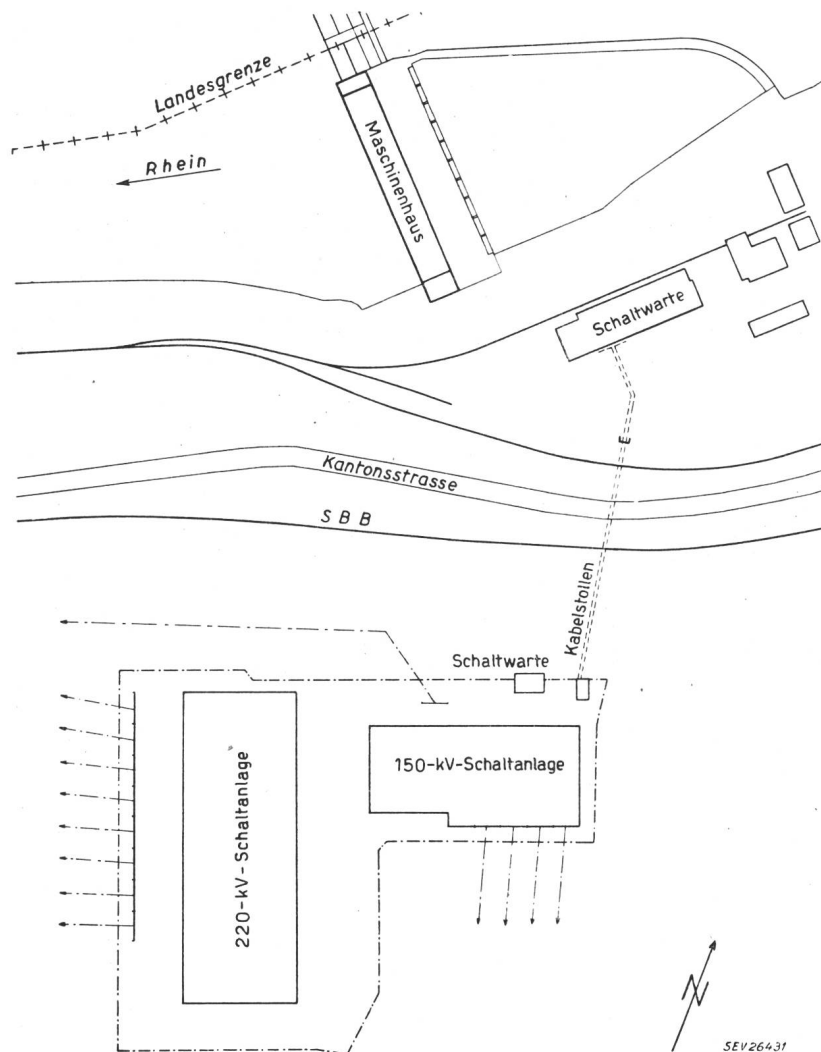 Landesgrenze
Rhein
Maschinenhaus
Schaltwarte
Kantonsstrasse
SBB
Kabelstollen
Schaltwarte
150-kV-Schaltanlage
220-kV-Schaltanlage
N
SEV26431